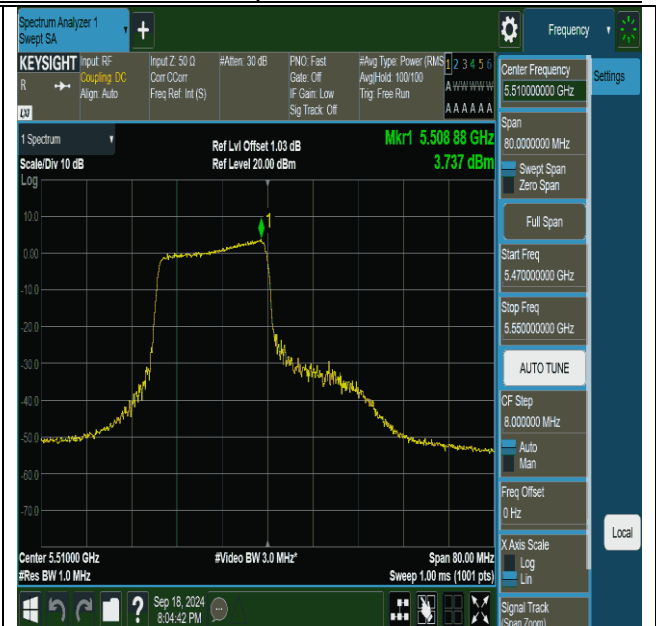 Spectrum Analyzer 1
Swept SA
Frequency
KEYSIGHT
R
LXI
Input: RF
Coupling: DC
Align: Auto
Input Z: 50 Ω
Corr CCorr
Freq Ref: Int (S)
#Atten: 30 dB
PNO: Fast
Gate: Off
IF Gain: Low
Sig Track: Off
#Avg Type: Power (RMS
Avg|Hold: 100/100
Trig: Free Run
1 2 3 4 5 6
A W W W W W
A A A A A A
Center Frequency
5.510000000 GHz
Settings
Span
80.0000000 MHz
Swept Span
Zero Span
Full Span
Start Freq
5.470000000 GHz
Stop Freq
5.550000000 GHz
AUTO TUNE
CF Step
8.000000 MHz
Auto
Man
Freq Offset
0 Hz
X Axis Scale
Log
Lin
Signal Track
(Span Zoom)
Local
1 Spectrum
Scale/Div 10 dB
Log
Ref Lvl Offset 1.03 dB
Ref Level 20.00 dBm
Mkr1 5.508 88 GHz
3.737 dBm
1
10.0
0.00
-10.0
-20.0
-30.0
-40.0
-50.0
-60.0
-70.0
Center 5.51000 GHz
#Res BW 1.0 MHz
#Video BW 3.0 MHz*
Span 80.00 MHz
Sweep 1.00 ms (1001 pts)
?
Sep 18, 2024
8:04:42 PM